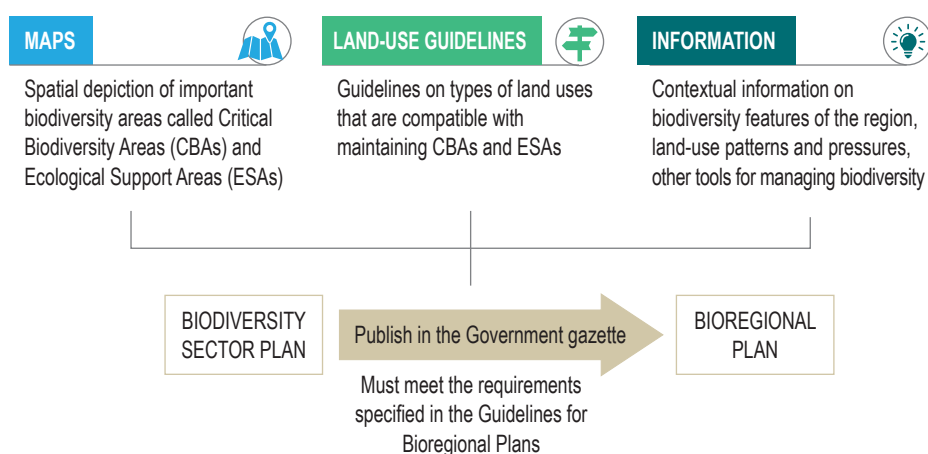 MAPS
Spatial depiction of important
biodiversity areas called Critical
Biodiversity Areas (CBAs) and
Ecological Support Areas (ESAs)
LAND-USE GUIDELINES
Guidelines on types of land uses
that are compatible with
maintaining CBAs and ESAs
INFORMATION
Contextual information on
biodiversity features of the region,
land-use patterns and pressures,
other tools for managing biodiversity
BIODIVERSITY
SECTOR PLAN
Publish in the Government gazette
Must meet the requirements
specified in the Guidelines for
Bioregional Plans
BIOREGIONAL
PLAN